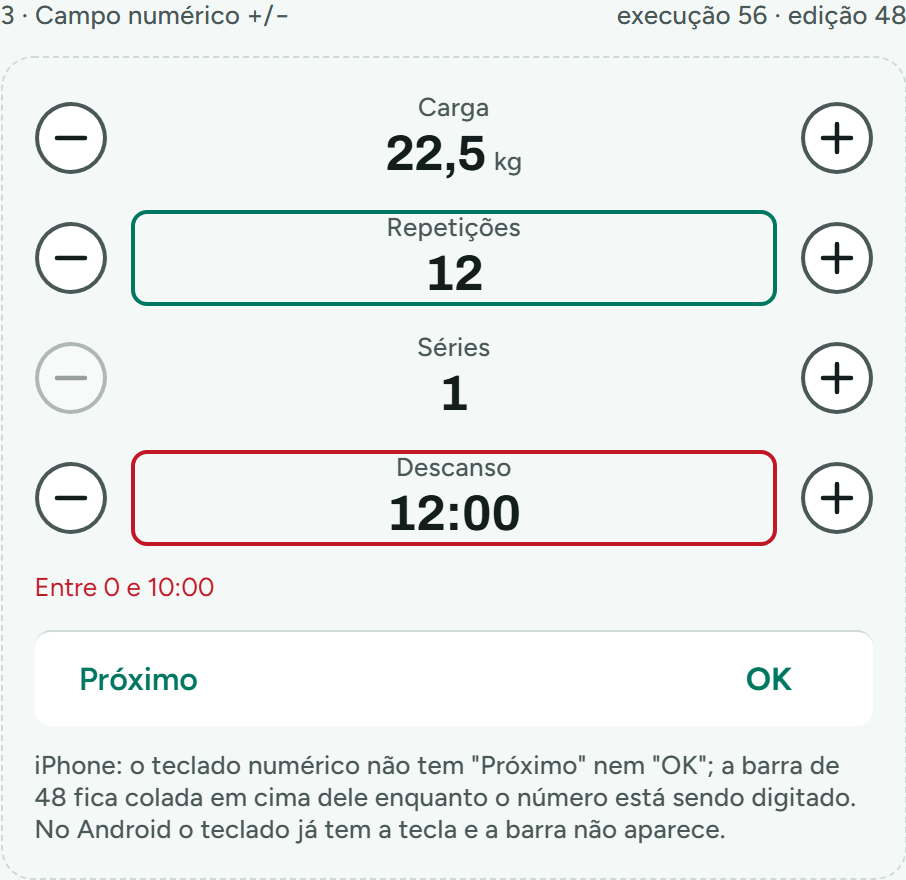 3 · Campo numérico +/−
execução 56 · edição 48
Carga
22,5 kg
Repetições
12
Séries
1
Descanso
12:00
Entre 0 e 10:00
Próximo
OK
iPhone: o teclado numérico não tem "Próximo" nem "OK"; a barra de
48 fica colada em cima dele enquanto o número está sendo digitado.
No Android o teclado já tem a tecla e a barra não aparece.